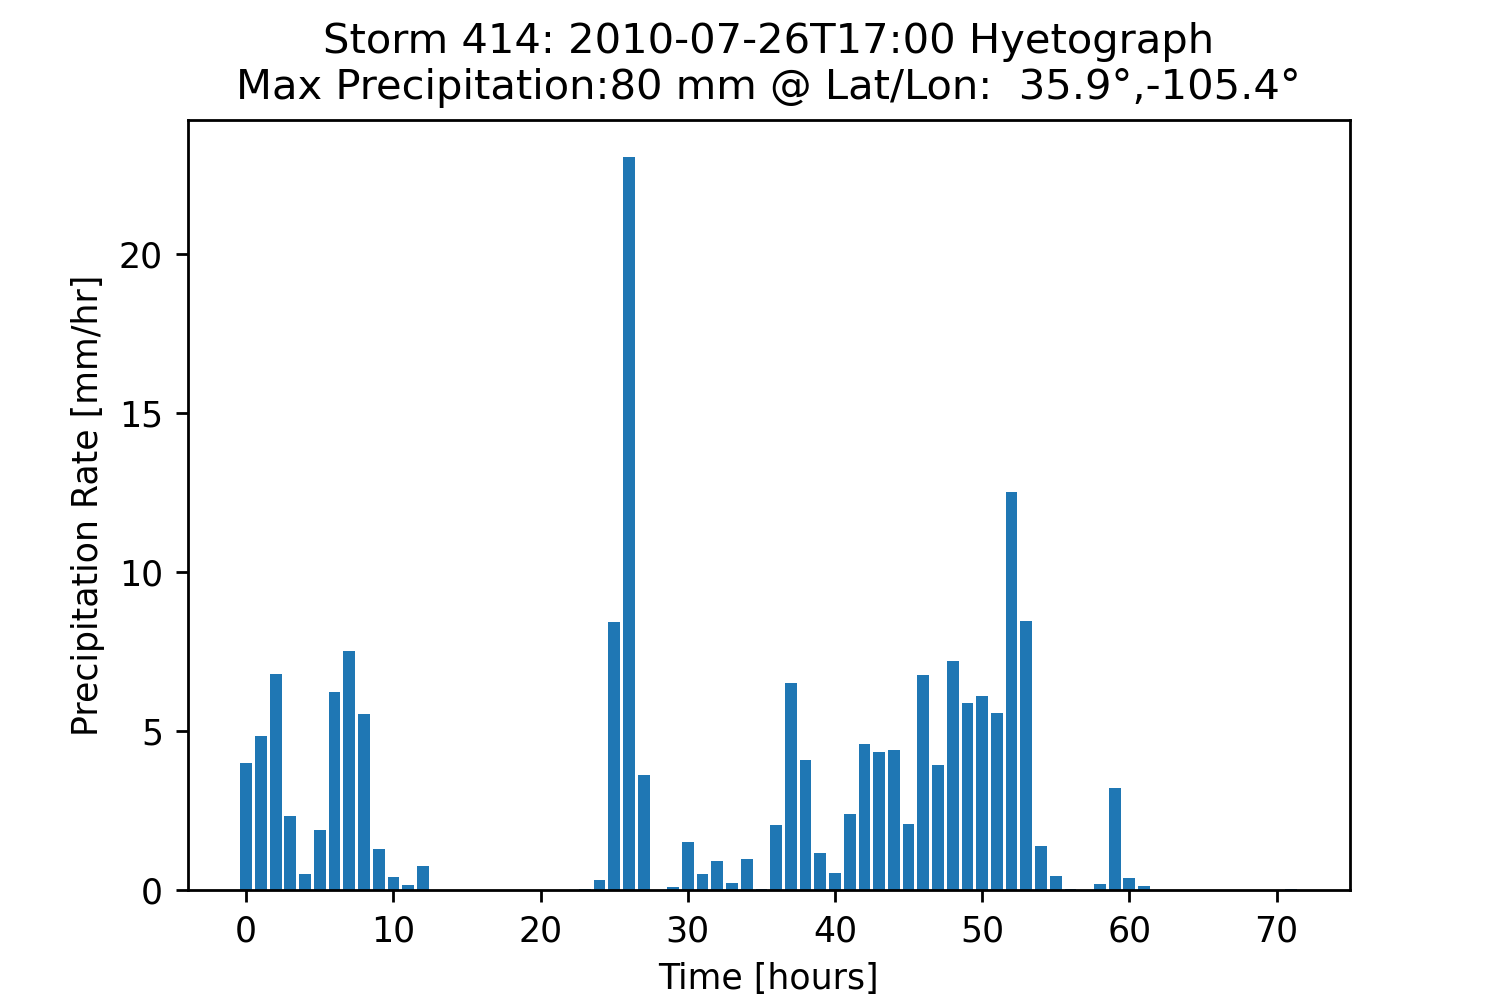 Storm 414: 2010-07-26T17:00 Hyetograph
Max Precipitation:80 mm @ Lat/Lon:  35.9°,-105.4°
Precipitation Rate [mm/hr]
20
15
10
5
0
0 10 20 30 40 50 60 70
Time [hours]